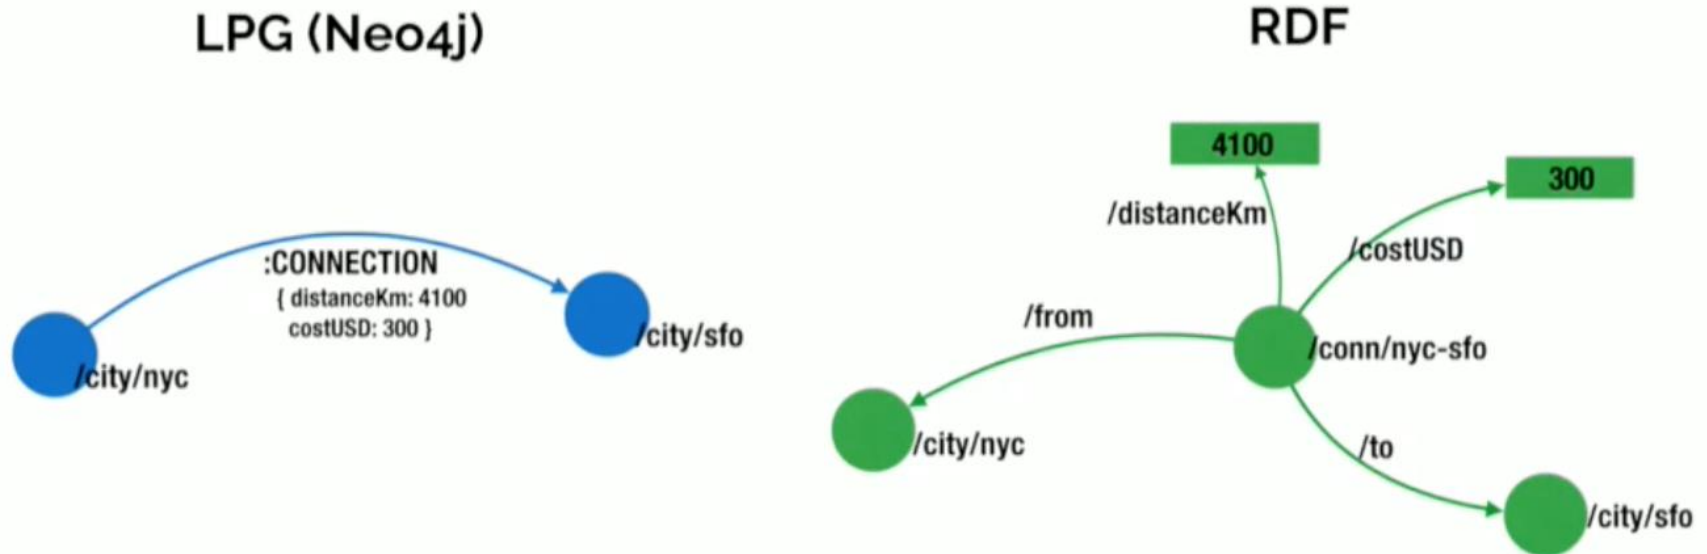 LPG (Neo4j)
:CONNECTION
{ distanceKm: 4100
costUSD: 300 }
/city/nyc
/city/sfo
RDF
4100
300
/distanceKm
/costUSD
/from
/conn/nyc-sfo
/city/nyc
/to
/city/sfo